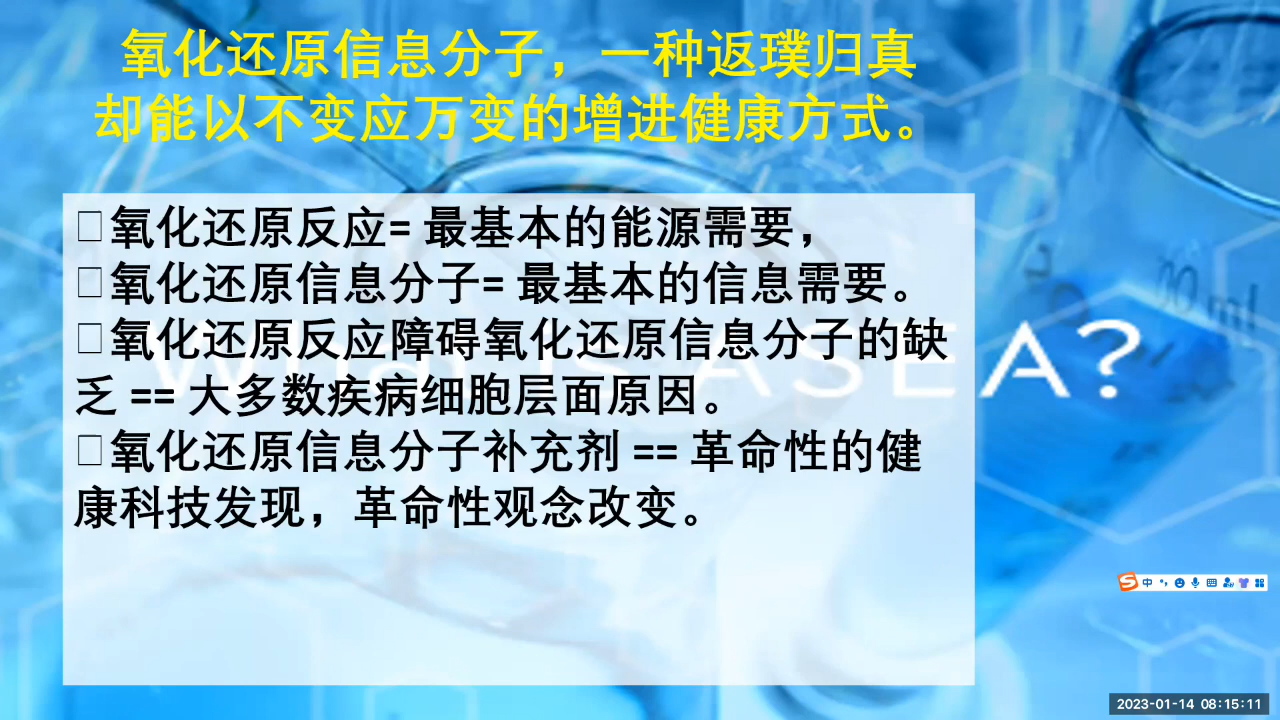 氧化还原信息分子，一种返璞归真
却能以不变应万变的增进健康方式。
□氧化还原反应= 最基本的能源需要，
□氧化还原信息分子= 最基本的信息需要。
□氧化还原反应障碍氧化还原信息分子的缺
乏 == 大多数疾病细胞层面原因。
□氧化还原信息分子补充剂 == 革命性的健
康科技发现，革命性观念改变。
What is ASEA?
00 ml
中
2023-01-14 08:15:11